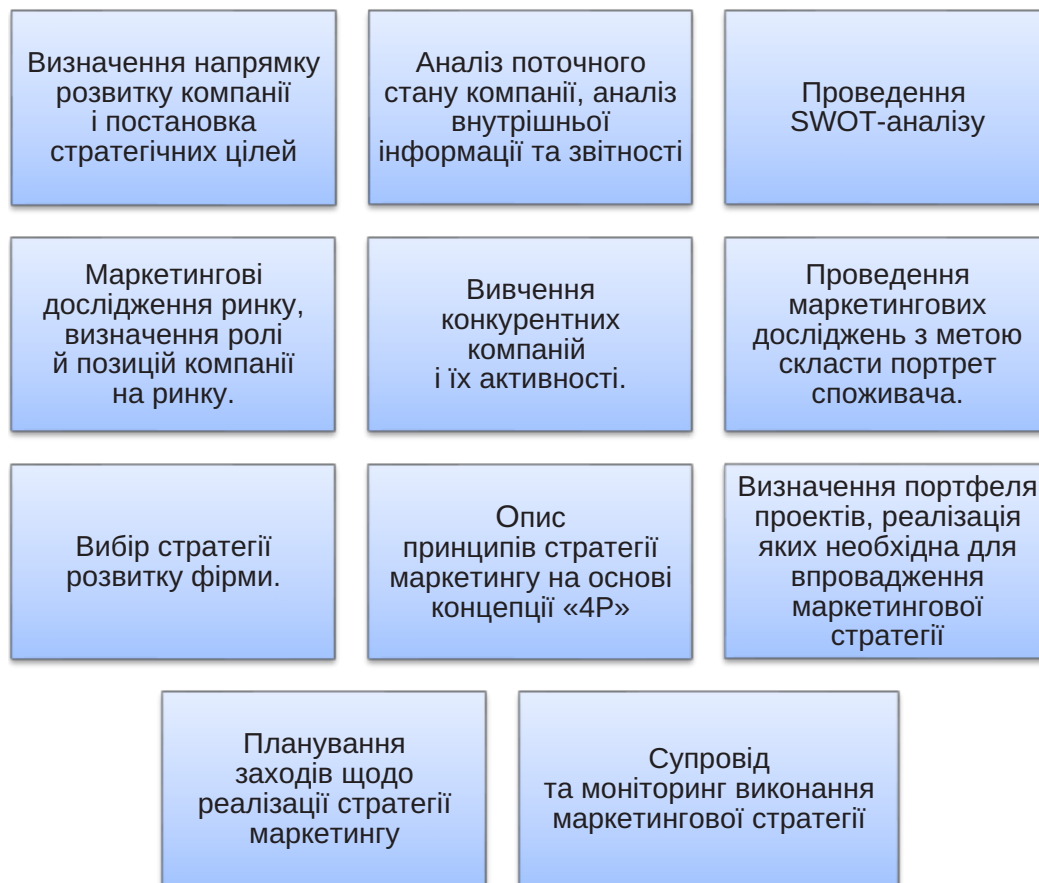 Визначення напрямку
розвитку компанії
і постановка
стратегічних цілей
Аналіз поточного
стану компанії, аналіз
внутрішньої
інформації та звітності
Проведення
SWOT-аналізу
Маркетингові
дослідження ринку,
визначення ролі
й позицій компанії
на ринку.
Вивчення
конкурентних
компаній
і їх активності.
Проведення
маркетингових
досліджень з метою
скласти портрет
споживача.
Вибір стратегії
розвитку фірми.
Опис
принципів стратегії
маркетингу на основі
концепції «4Р»
Визначення портфеля
проектів, реалізація
яких необхідна для
впровадження
маркетингової
стратегії
Планування
заходів щодо
реалізації стратегії
маркетингу
Супровід
та моніторинг виконання
маркетингової стратегії